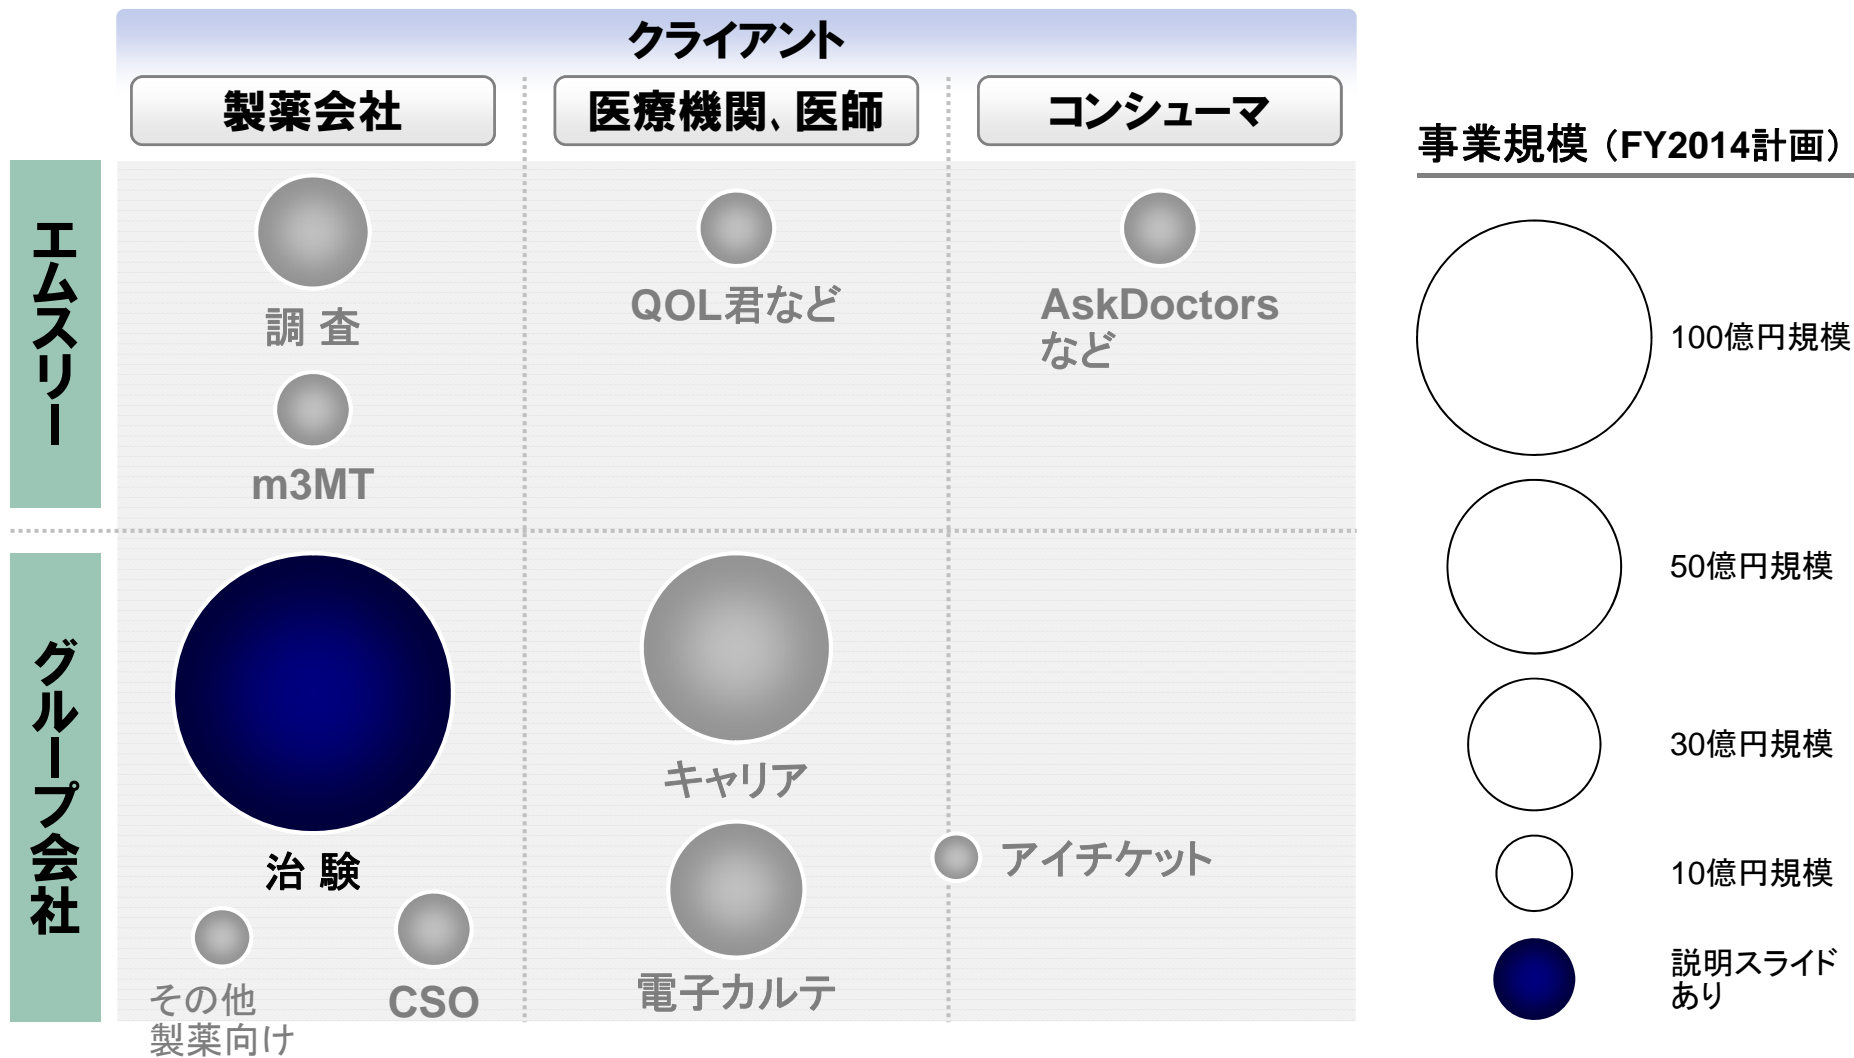 クライアント
製薬会社
医療機関、医師
コンシューマ
事業規模（FY2014計画）
エムスリー
調 査
QOL君など
AskDoctors
など
m3MT
グループ会社
治 験
キャリア
アイチケット
その他
製薬向け
CSO
電子カルテ
100億円規模
50億円規模
30億円規模
10億円規模
説明スライド
あり